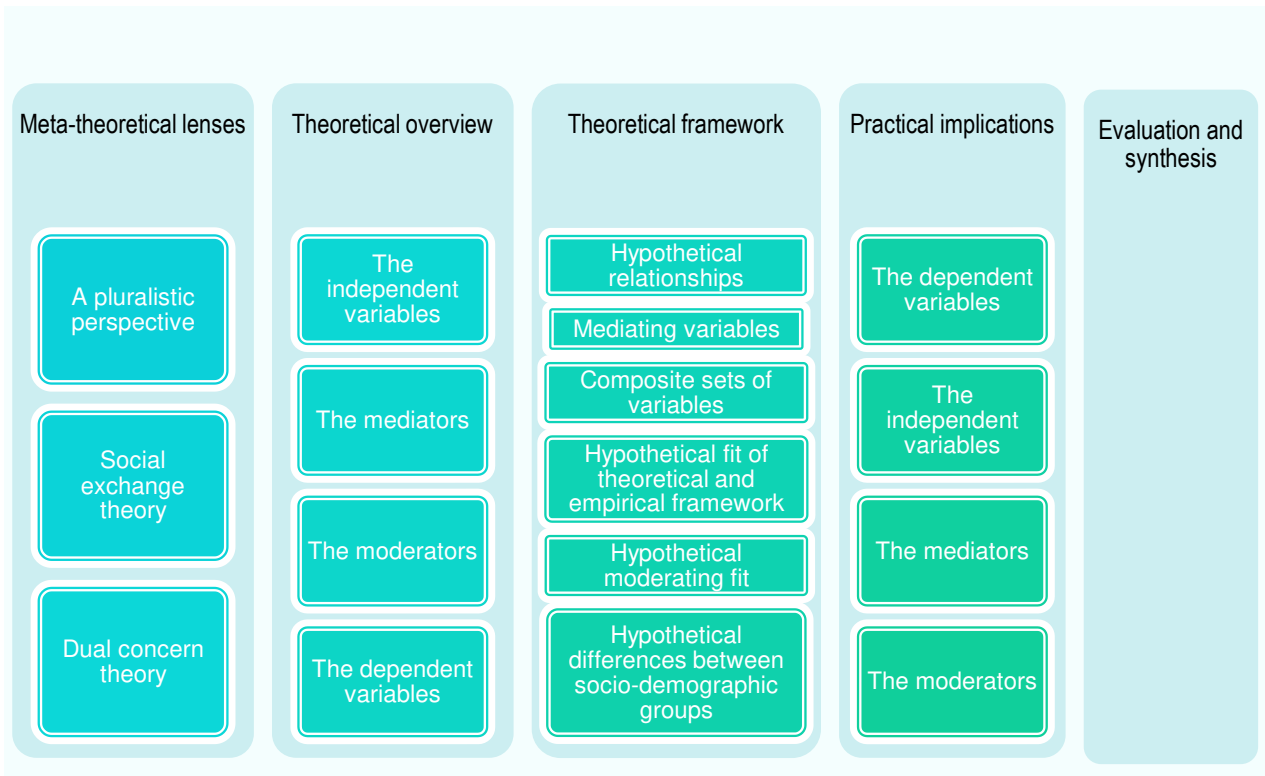 Meta-theoretical lenses
A pluralistic
perspective
Social
exchange
theory
Dual concern
theory
Theoretical overview
The
independent
variables
The mediators
The moderators
The dependent
variables
Theoretical framework
Hypothetical
relationships
Mediating variables
Composite sets of
variables
Hypothetical fit of
theoretical and
empirical framework
Hypothetical
moderating fit
Hypothetical
differences between
socio-demographic
groups
Practical implications
The dependent
variables
The
independent
variables
The mediators
The moderators
Evaluation and
synthesis